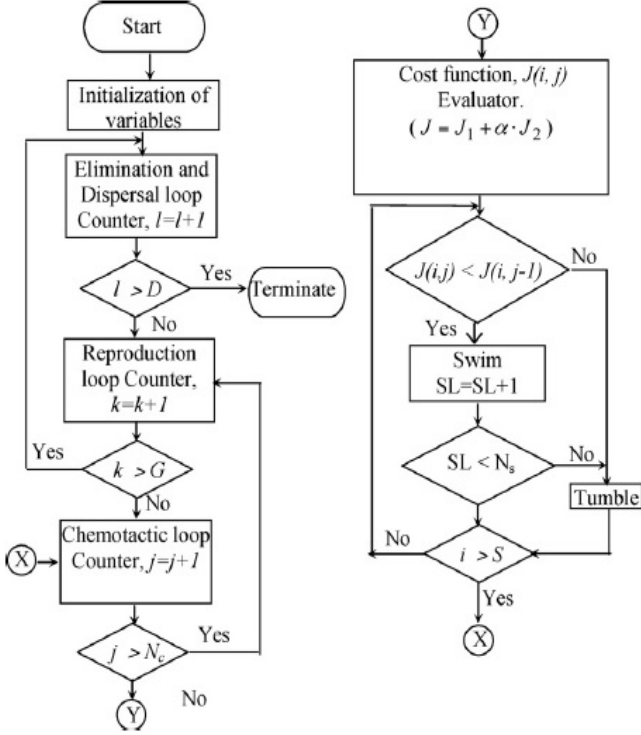 Start
Initialization of
variables
Elimination and
Dispersal loop
Counter, l=l+1
l > D
Yes
Terminate
No
Reproduction
loop Counter,
k=k+1
Yes
k > G
No
Chemotactic loop
Counter, j=j+1
X
j > Nc
Yes
No
Y
Y
Cost function, J(i, j)
Evaluator.
( J = J1 + α · J2 )
J(i,j) < J(i, j-1)
No
Yes
Swim
SL=SL+1
SL < Ns
No
Tumble
No
i > S
Yes
X